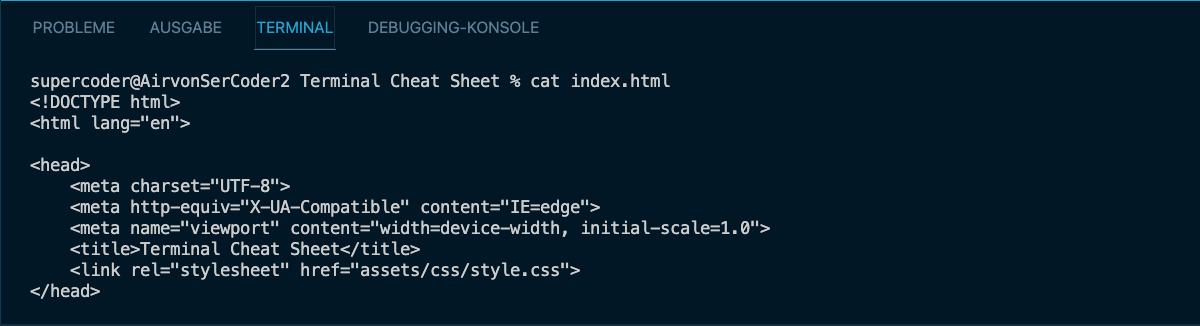 PROBLEME AUSGABE TERMINAL DEBUGGING-KONSOLE
supercoder@AirvonSerCoder2 Terminal Cheat Sheet % cat index.html
<!DOCTYPE html>
<html lang="en">
<head>
    <meta charset="UTF-8">
    <meta http-equiv="X-UA-Compatible" content="IE=edge">
    <meta name="viewport" content="width=device-width, initial-scale=1.0">
    <title>Terminal Cheat Sheet</title>
    <link rel="stylesheet" href="assets/css/style.css">
</head>